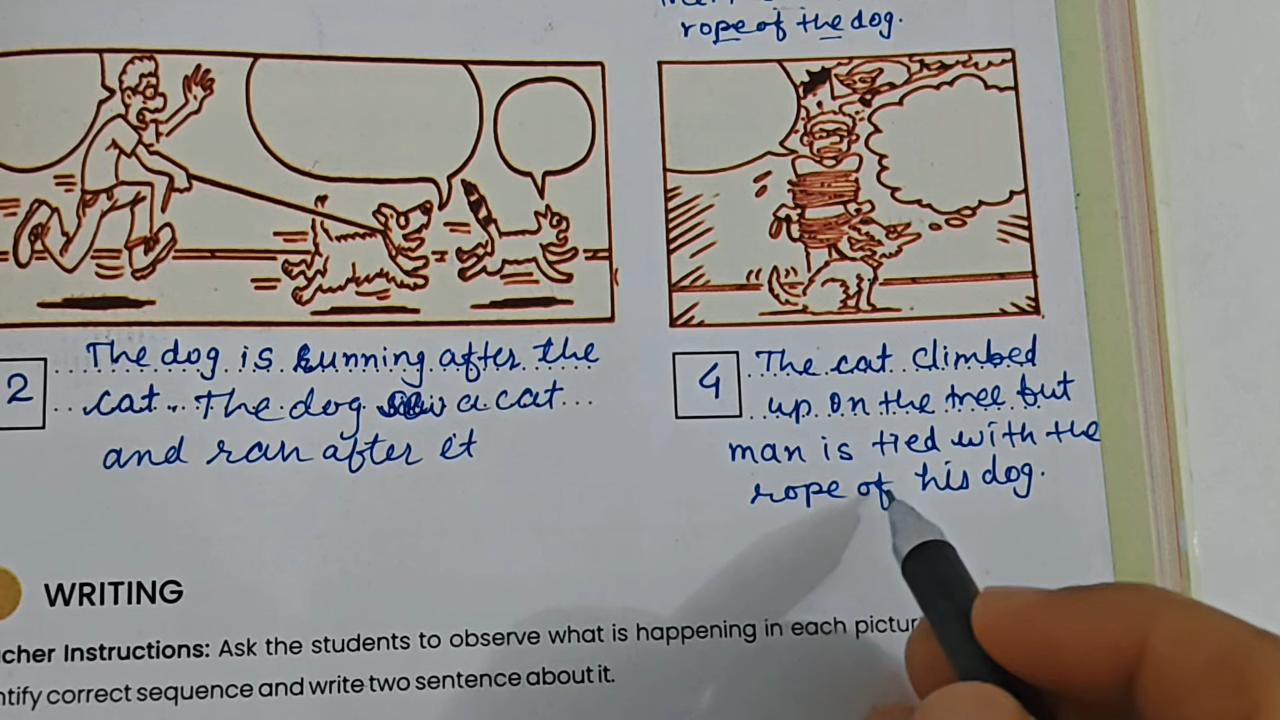 rope of the dog.
2
The dog is running after the
cat. The dog saw a cat
and ran after it
4
The cat climbed
up on the tree but
man is tied with the
rope of his dog.
WRITING
Instructions: Ask the students to observe what is happening in each
correct sequence and write two sentence about it.